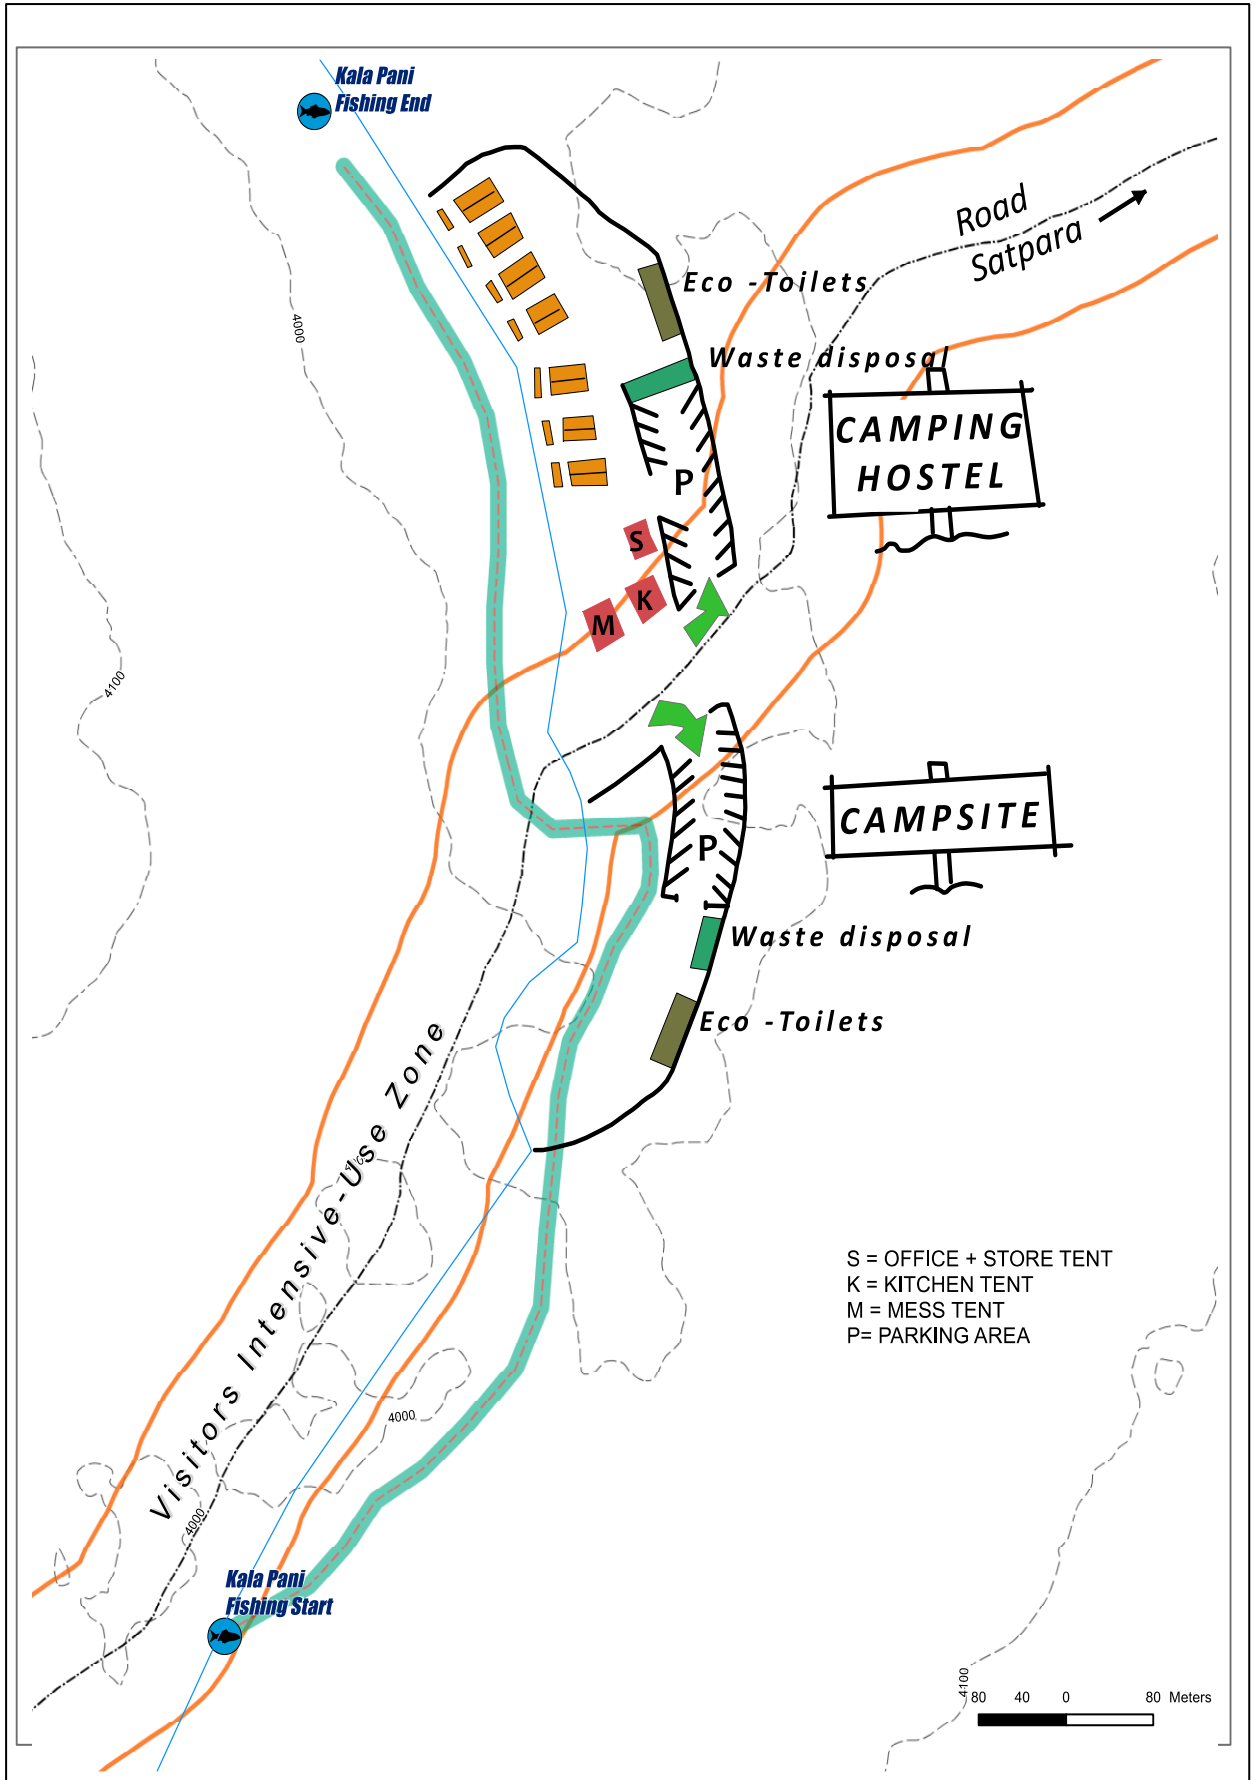 Kala Pani
Fishing End
Road
Satpara
4000
Eco -Toilets
Waste disposal
CAMPING
HOSTEL
P
S
K
M
4100
CAMPSITE
P
Waste disposal
Eco -Toilets
Visitors Intensive-Use Zone
S = OFFICE + STORE TENT
K = KITCHEN TENT
M = MESS TENT
P= PARKING AREA
4000
4000
Kala Pani
Fishing Start
4100
80 40 0 80 Meters